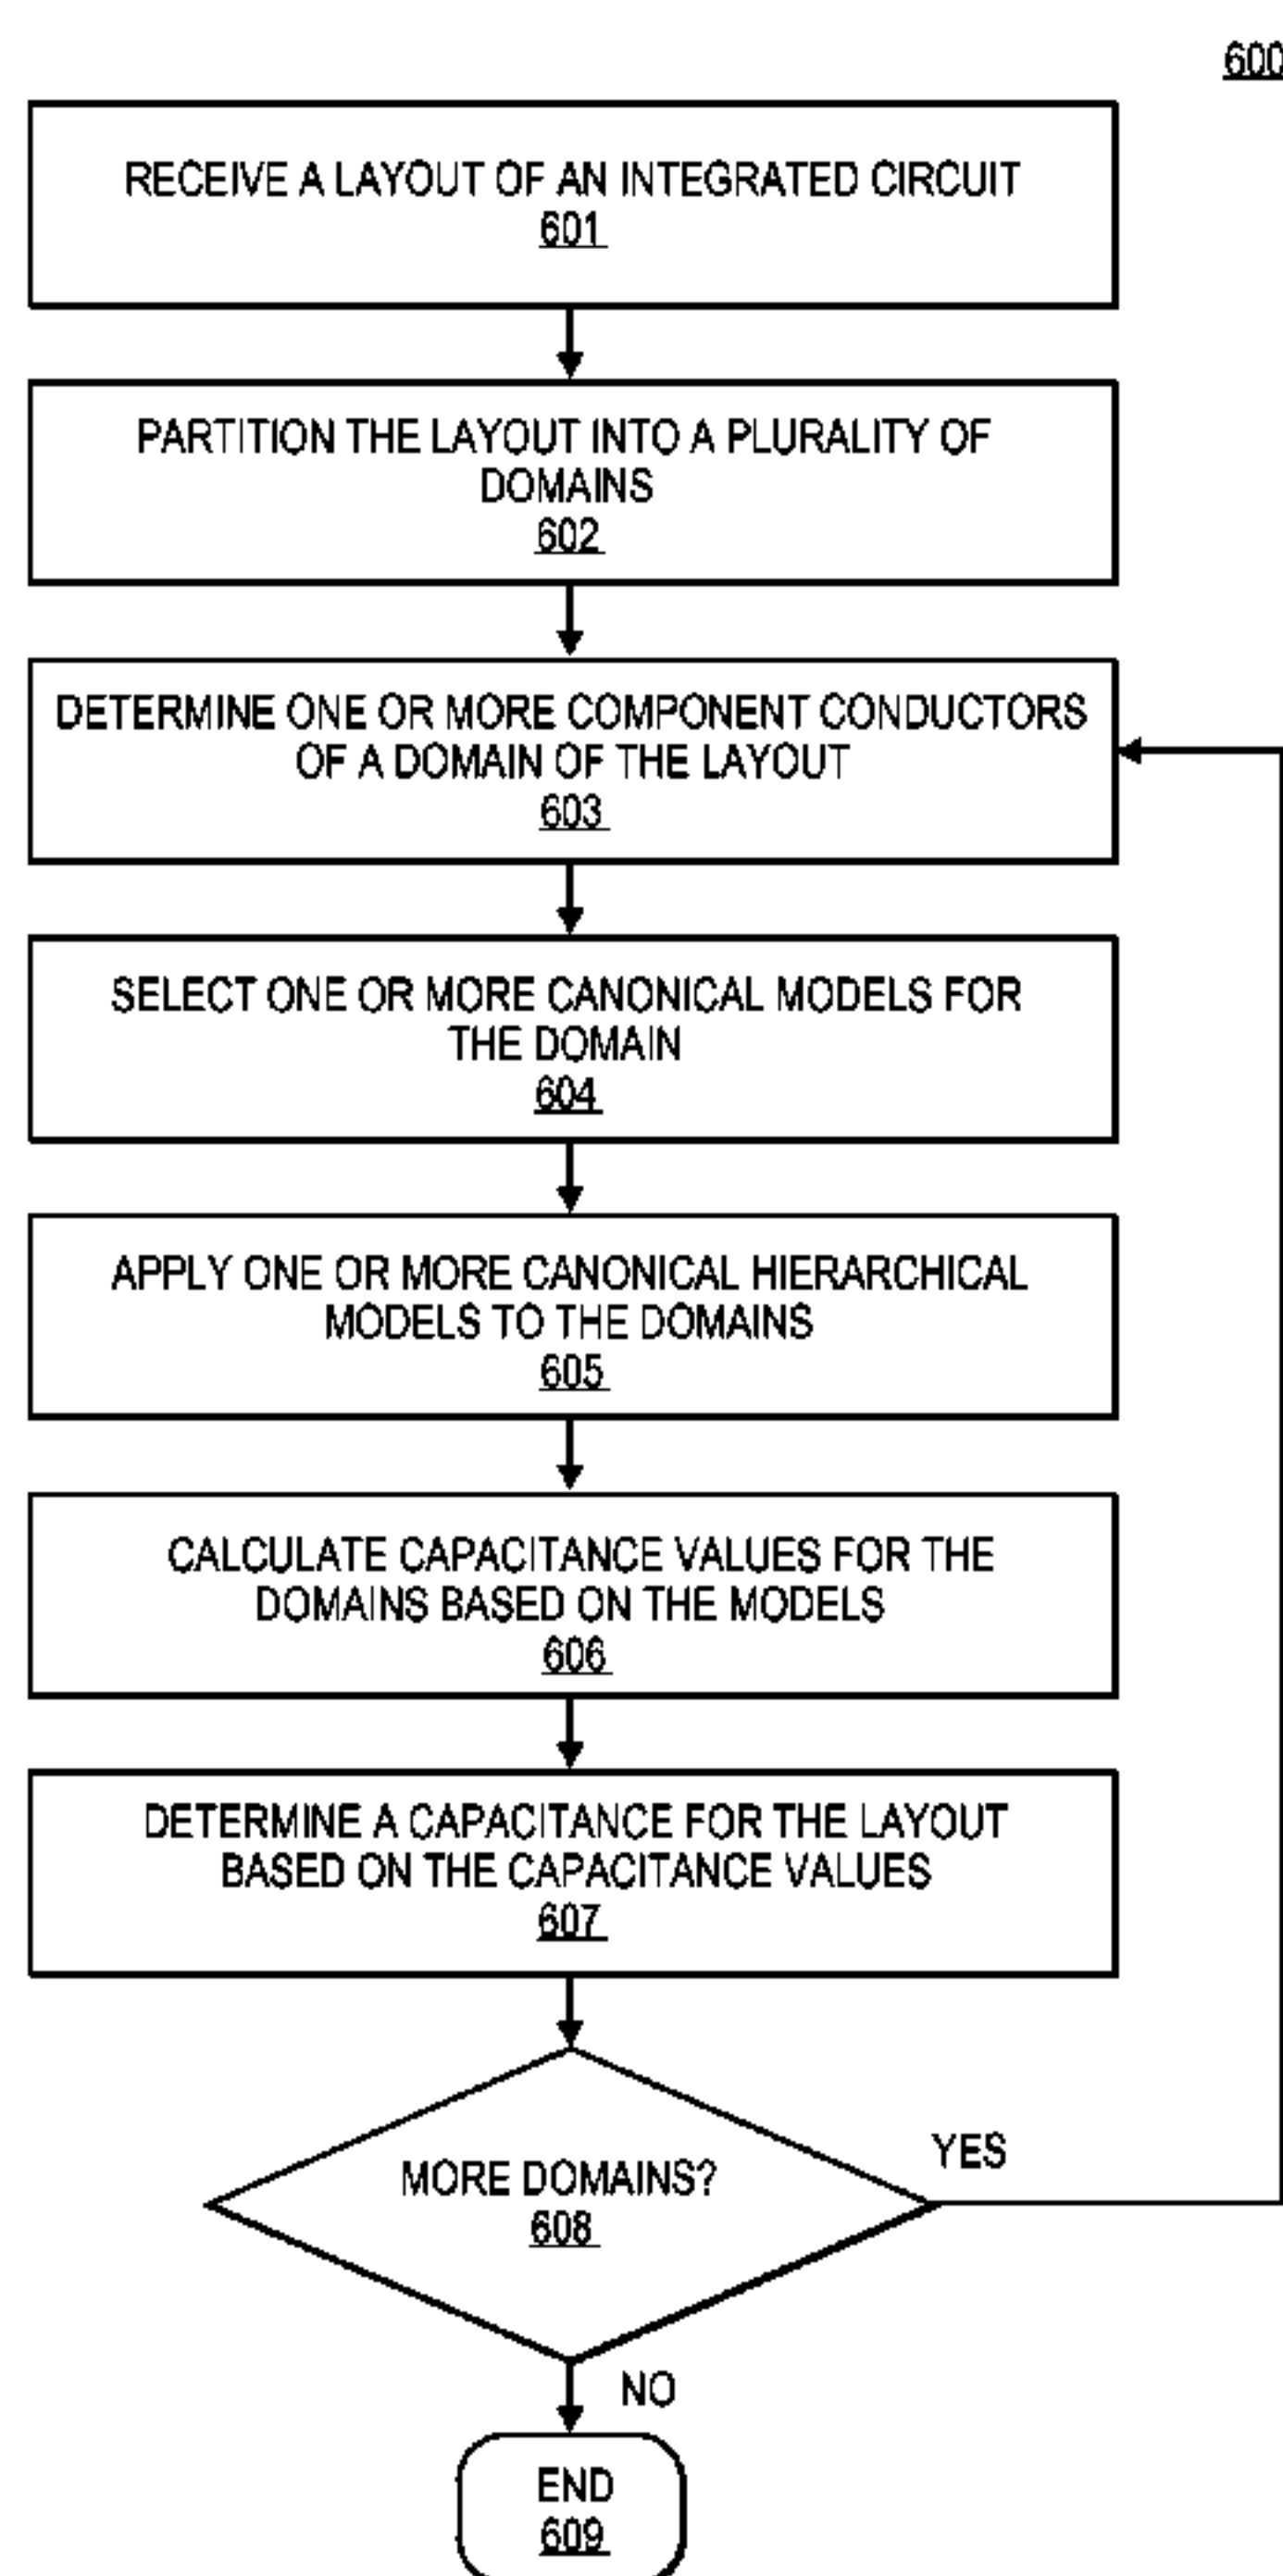 600
RECEIVE A LAYOUT OF AN INTEGRATED CIRCUIT
601
PARTITION THE LAYOUT INTO A PLURALITY OF
DOMAINS
602
DETERMINE ONE OR MORE COMPONENT CONDUCTORS
OF A DOMAIN OF THE LAYOUT
603
SELECT ONE OR MORE CANONICAL MODELS FOR
THE DOMAIN
604
APPLY ONE OR MORE CANONICAL HIERARCHICAL
MODELS TO THE DOMAINS
605
CALCULATE CAPACITANCE VALUES FOR THE
DOMAINS BASED ON THE MODELS
606
DETERMINE A CAPACITANCE FOR THE LAYOUT
BASED ON THE CAPACITANCE VALUES
607
YES
MORE DOMAINS?
608
NO
END
609